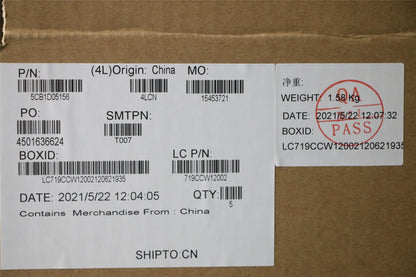 P/N:
(4L)Origin: China
MO:
5CB1D05156
4LCN
15453721
PO:
SMTPN:
4501636624
T007
BOXID:
LC P/N:
LC719CCW12002120621935
719CCW12002
DATE: 2021/5/22 12:04:05
QTY:
5
Contains Merchandise From : China
SHIPTO:CN
净重:
WEIGHT: 1.58 Kg
QA
DATE: 2021/5/22 12:07:32
PASS
BOXID:
LC719CCW12002120621935